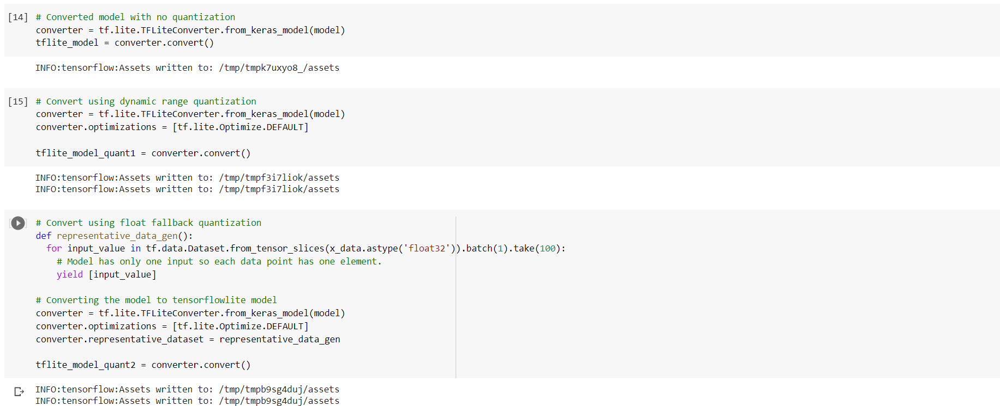 [14] # Converted model with no quantization
converter = tf.lite.TFLiteConverter.from_keras_model(model)
tflite_model = converter.convert()
INFO:tensorflow:Assets written to: /tmp/tmpk7uxyo8_/assets
[15] # Convert using dynamic range quantization
converter = tf.lite.TFLiteConverter.from_keras_model(model)
converter.optimizations = [tf.lite.Optimize.DEFAULT]
tflite_model_quant1 = converter.convert()
INFO:tensorflow:Assets written to: /tmp/tmpf3i7liok/assets
INFO:tensorflow:Assets written to: /tmp/tmpf3i7liok/assets
# Convert using float fallback quantization
def representative_data_gen():
  for input_value in tf.data.Dataset.from_tensor_slices(x_data.astype('float32')).batch(1).take(100):
    # Model has only one input so each data point has one element.
    yield [input_value]
# Converting the model to tensorflowlite model
converter = tf.lite.TFLiteConverter.from_keras_model(model)
converter.optimizations = [tf.lite.Optimize.DEFAULT]
converter.representative_dataset = representative_data_gen
tflite_model_quant2 = converter.convert()
INFO:tensorflow:Assets written to: /tmp/tmpb9sg4duj/assets
INFO:tensorflow:Assets written to: /tmp/tmpb9sg4duj/assets